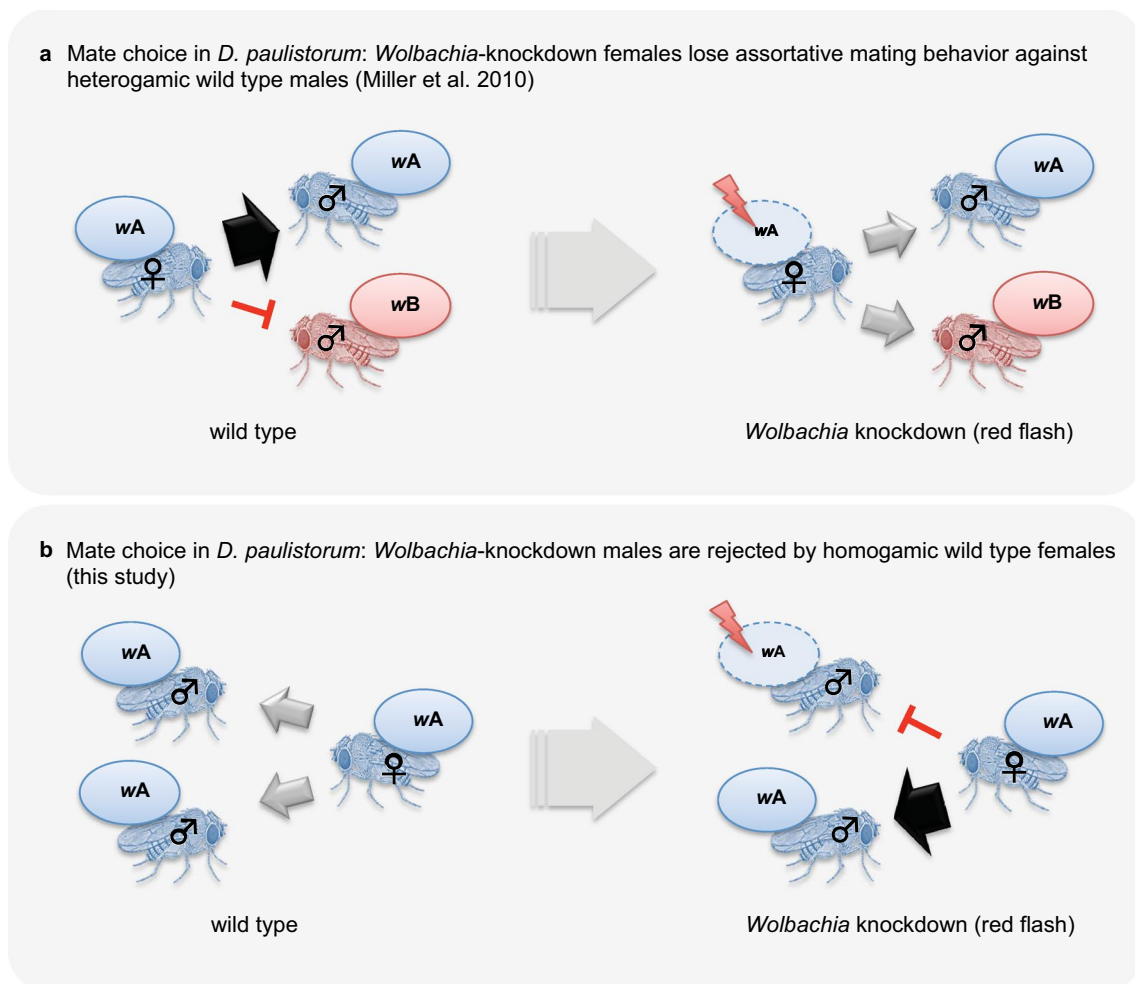 a Mate choice in D. paulistorum: Wolbachia-knockdown females lose assortative mating behavior against
heterogamic wild type males (Miller et al. 2010)
wA
♂
wA
♀
wB
♂
wild type
wA
♂
wA
♀
wB
♂
Wolbachia knockdown (red flash)
b Mate choice in D. paulistorum: Wolbachia-knockdown males are rejected by homogamic wild type females
(this study)
wA
♂
wA
♀
wA
♂
wild type
wA
♂
wA
♀
wA
♂
Wolbachia knockdown (red flash)